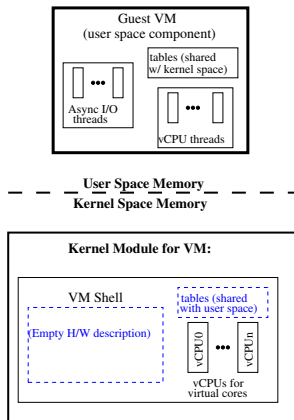 Guest VM
(user space component)
tables (shared
w/ kernel space)
Async I/O
threads
vCPU threads
User Space Memory
Kernel Space Memory
Kernel Module for VM:
VM Shell
(Empty H/W description)
tables (shared
with user space)
vCPU0
vCPUn
vCPUs for
virtual cores